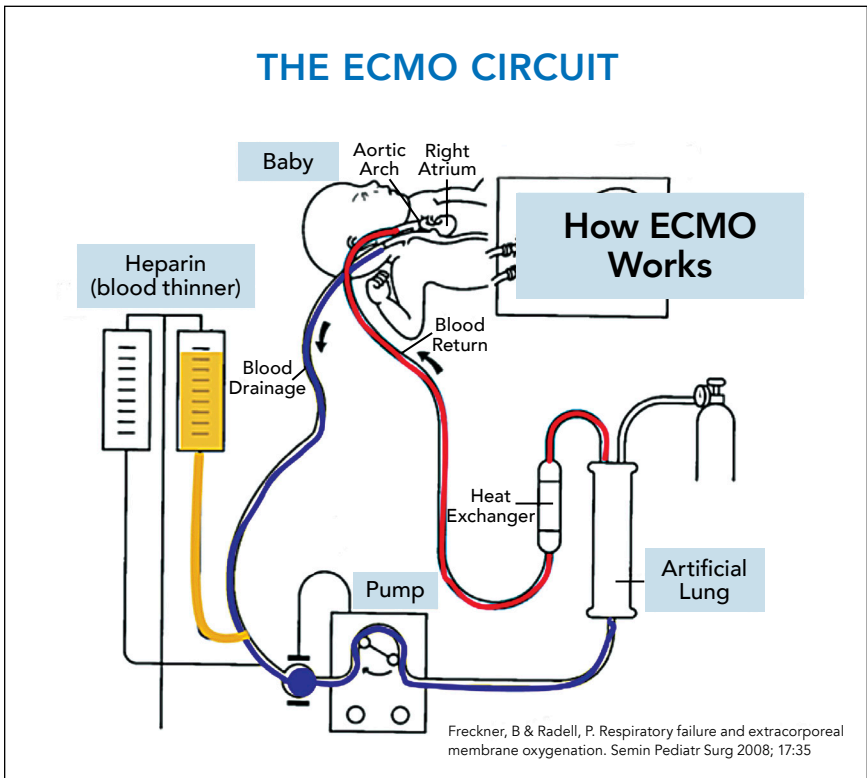 THE ECMO CIRCUIT
Baby
Aortic
Arch
Right
Atrium
How ECMO
Works
Heparin
(blood thinner)
Blood
Drainage
Blood
Return
Heat
Exchanger
Artificial
Lung
Pump
Freckner, B & Radell, P. Respiratory failure and extracorporeal
membrane oxygenation. Semin Pediatr Surg 2008; 17:35